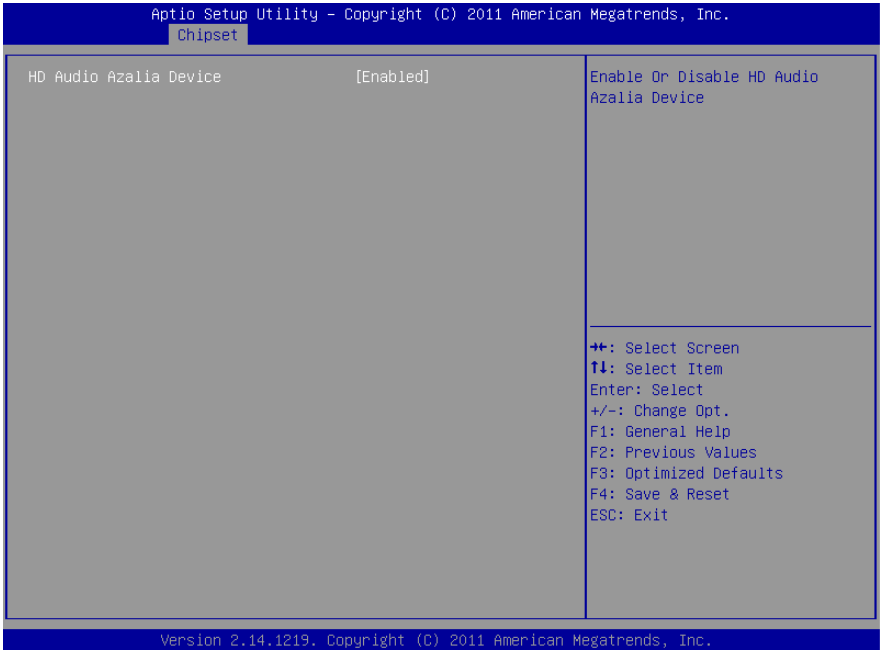 Aptio Setup Utility – Copyright (C) 2011 American Megatrends, Inc.
Chipset
HD Audio Azalia Device [Enabled]
Enable Or Disable HD Audio
Azalia Device
→←: Select Screen
↑↓: Select Item
Enter: Select
+/-: Change Opt.
F1: General Help
F2: Previous Values
F3: Optimized Defaults
F4: Save & Reset
ESC: Exit
Version 2.14.1219. Copyright (C) 2011 American Megatrends, Inc.